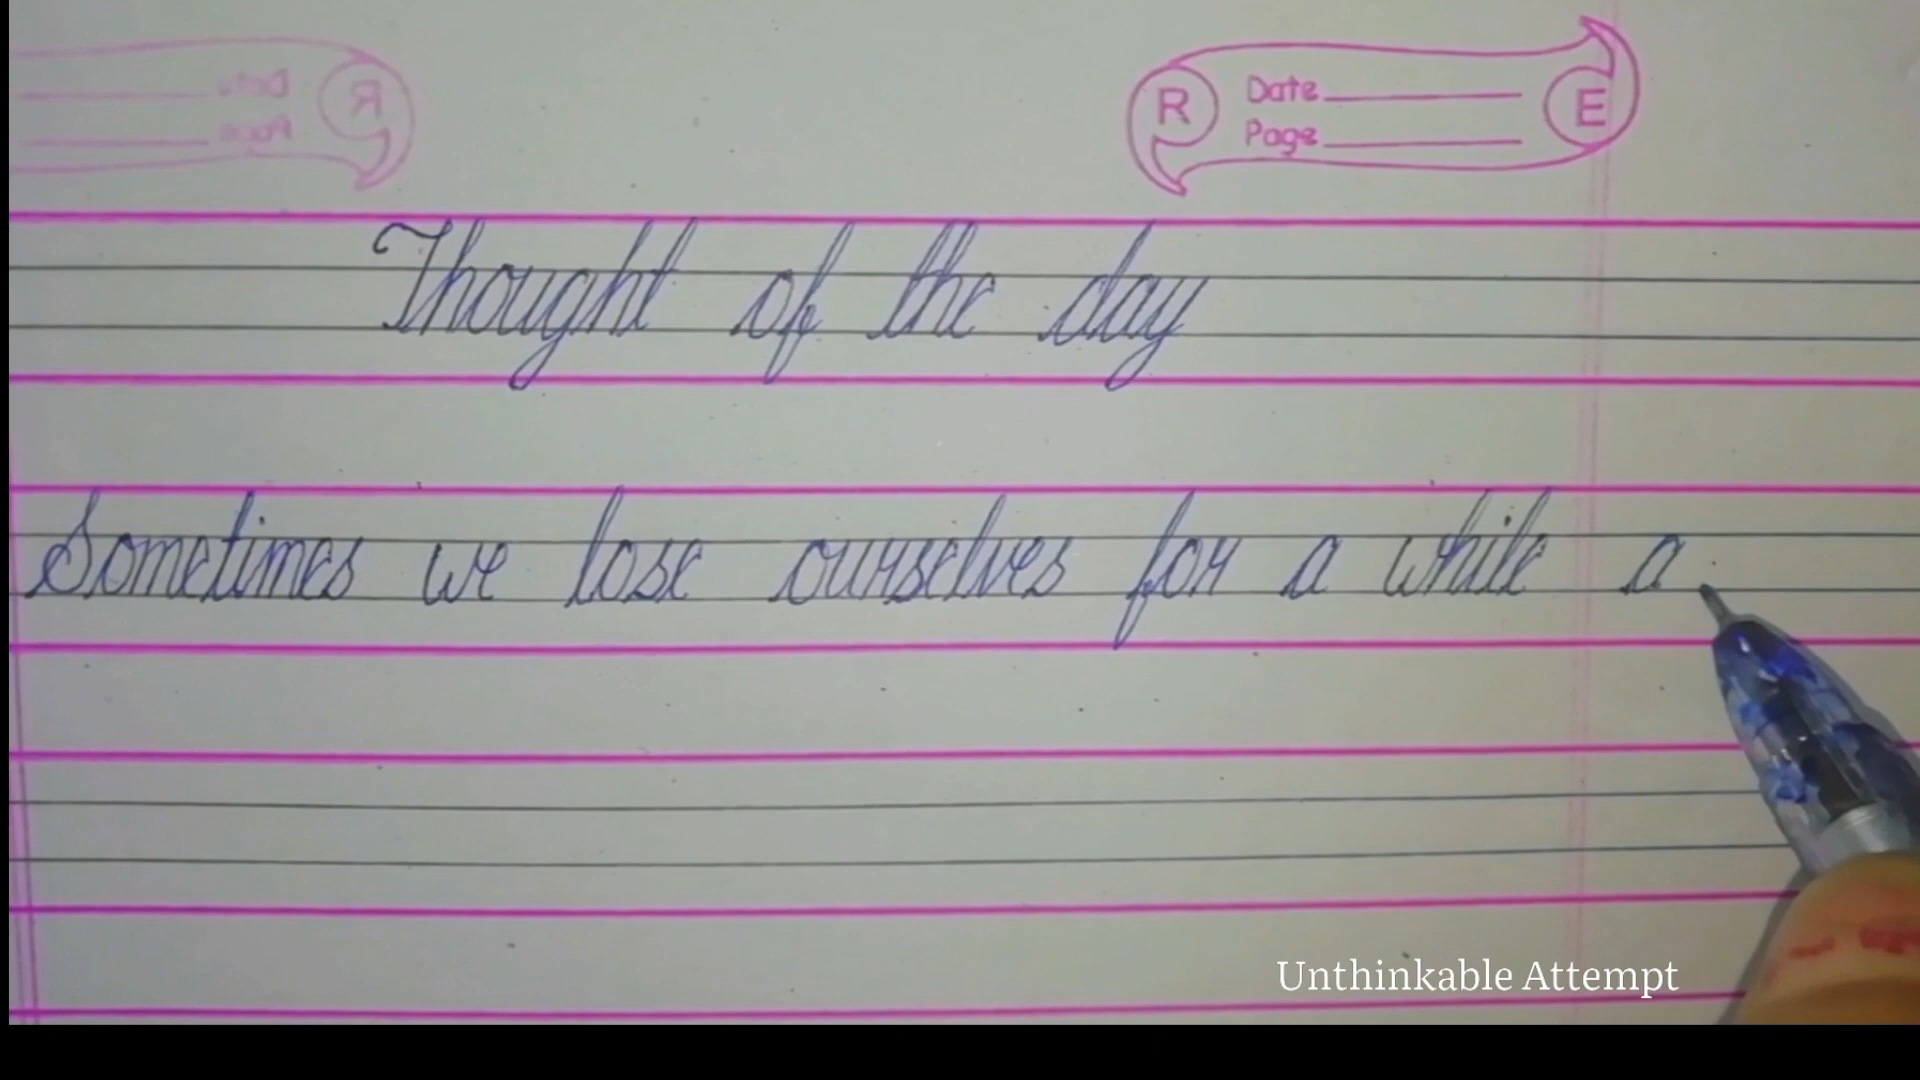 R Date E
Page
Thought of the day
Sometimes we lose ourselves for a while a
Unthinkable Attempt